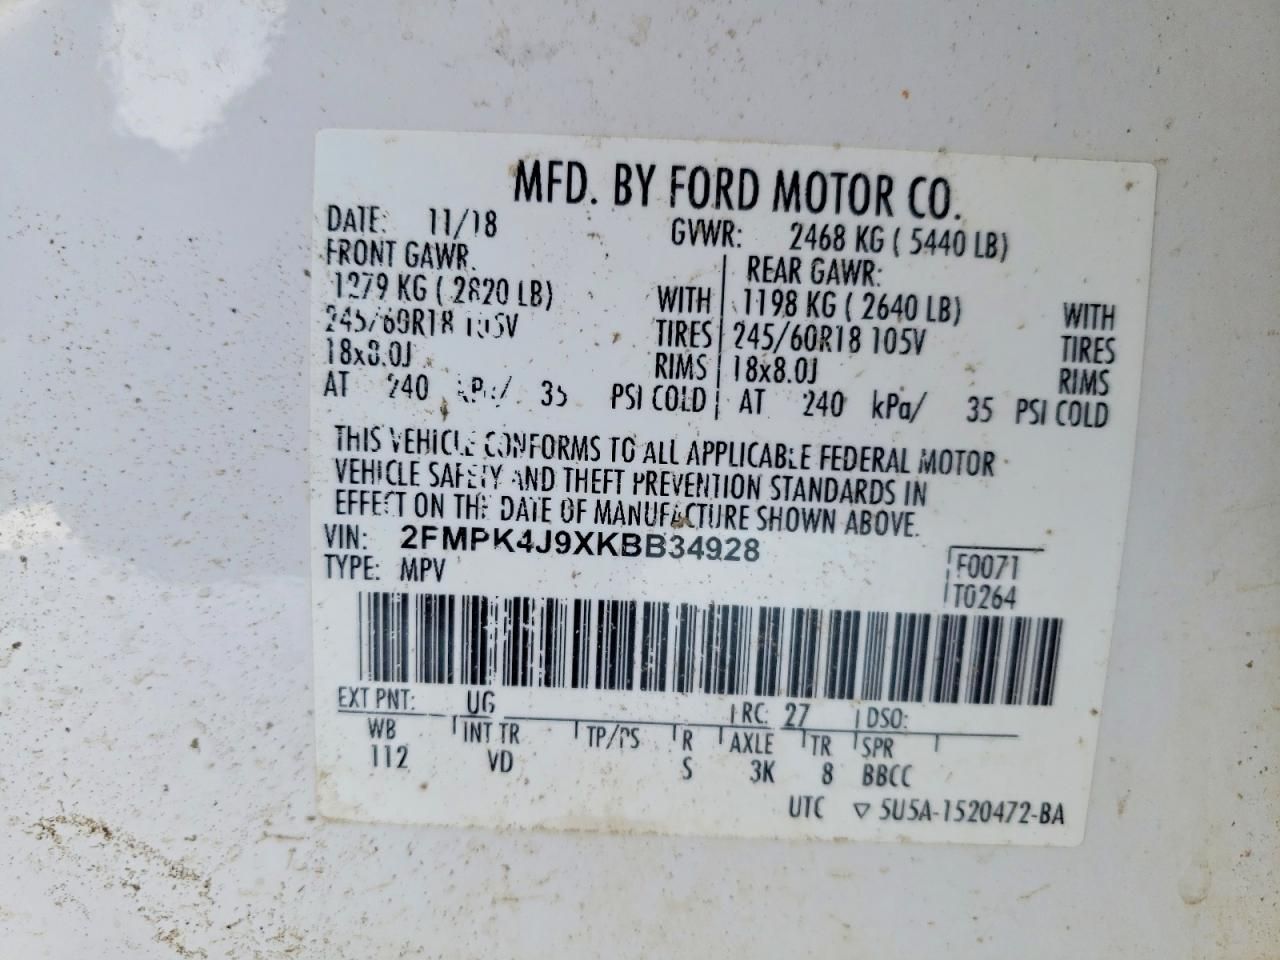 MFD. BY FORD MOTOR CO.
DATE: 11/18 GVWR: 2468 KG ( 5440 LB)
FRONT GAWR: REAR GAWR:
1279 KG ( 2820 LB) WITH 1198 KG ( 2640 LB) WITH
245/60R18 105V TIRES 245/60R18 105V TIRES
18x8.0J RIMS 18x8.0J RIMS
AT 240 kPa/ 35 PSI COLD AT 240 kPa/ 35 PSI COLD
THIS VEHICLE CONFORMS TO ALL APPLICABLE FEDERAL MOTOR
VEHICLE SAFETY AND THEFT PREVENTION STANDARDS IN
EFFECT ON THE DATE OF MANUFACTURE SHOWN ABOVE.
VIN: 2FMPK4J9XKBB34928
TYPE: MPV F0071
T0264
EXT PNT: UG RC: 27 DSO:
WB INT TR TP/PS R AXLE TR SPR
112 VD S 3K 8 BBCC
UTC ▽ 5U5A-1520472-BA